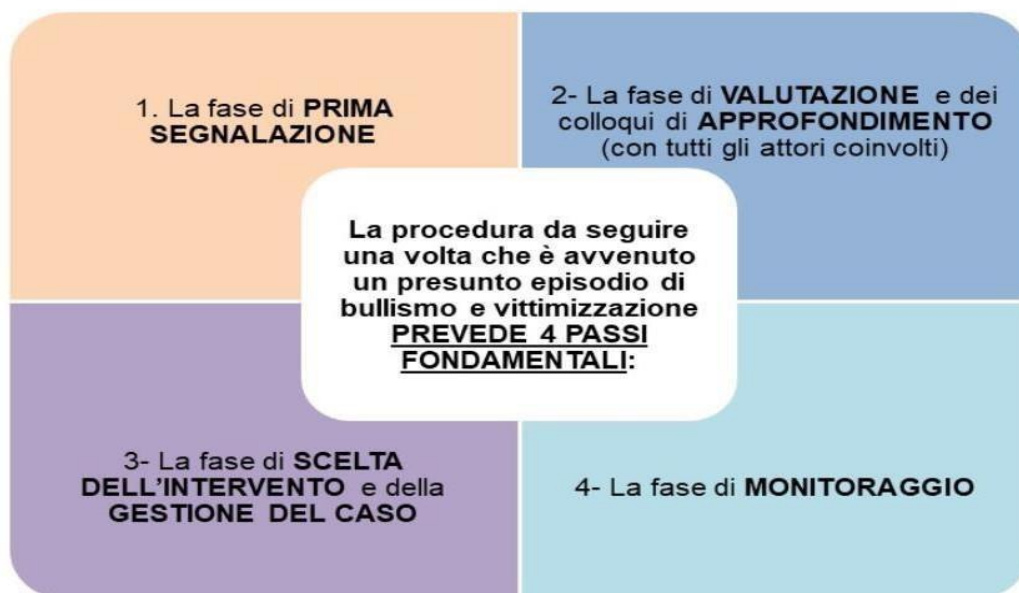 1. La fase di PRIMA
SEGNALAZIONE
2- La fase di VALUTAZIONE e dei
colloqui di APPROFONDIMENTO
(con tutti gli attori coinvolti)
La procedura da seguire
una volta che è avvenuto
un presunto episodio di
bullismo e vittimizzazione
PREVEDE 4 PASSI
FONDAMENTALI:
3- La fase di SCELTA
DELL'INTERVENTO e della
GESTIONE DEL CASO
4- La fase di MONITORAGGIO